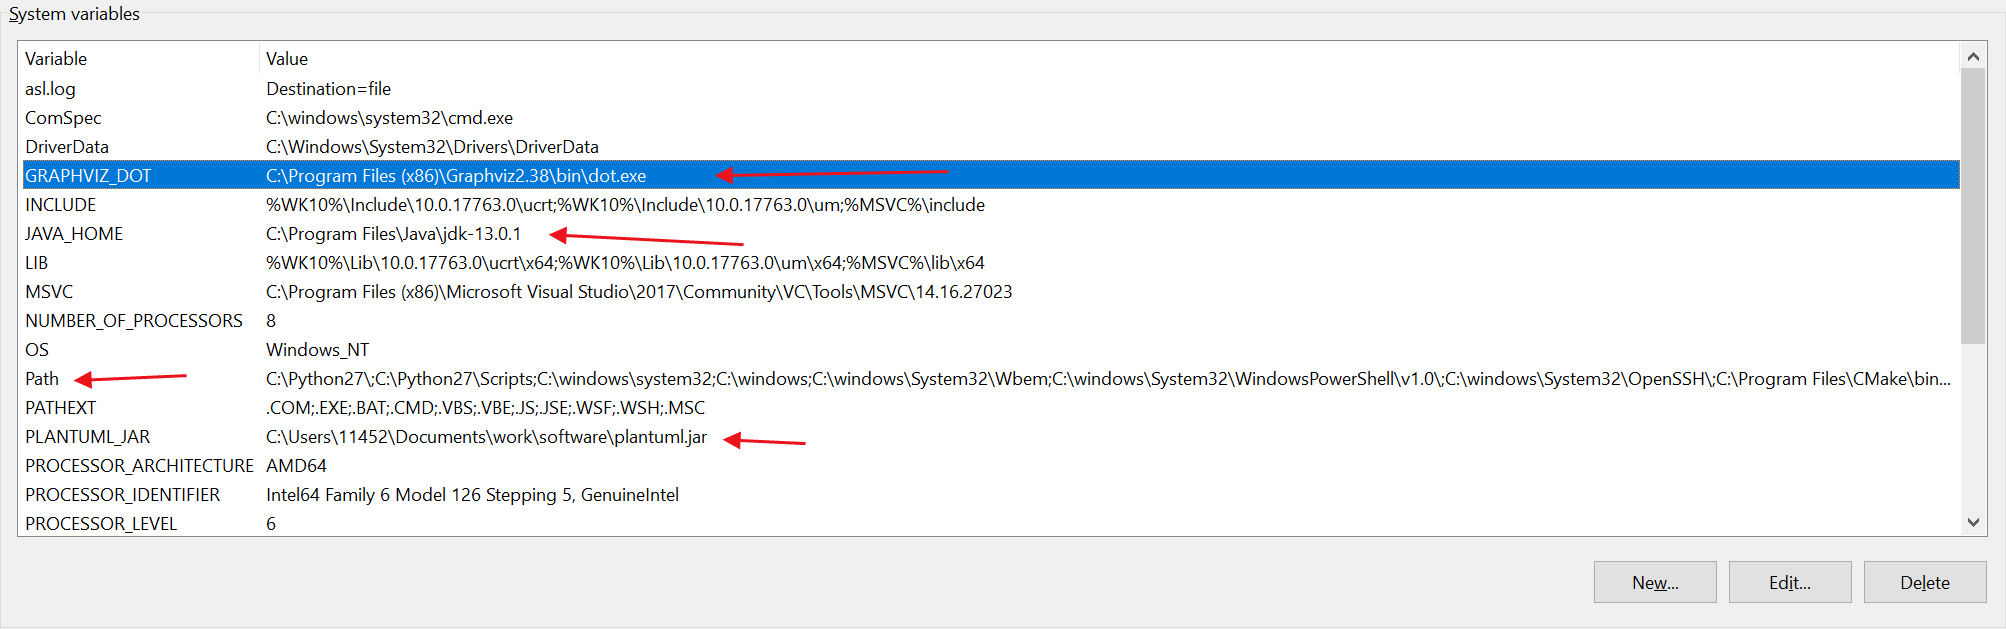 System variables
Variable Value
asl.log Destination=file
ComSpec C:\windows\system32\cmd.exe
DriverData C:\Windows\System32\Drivers\DriverData
GRAPHVIZ_DOT C:\Program Files (x86)\Graphviz2.38\bin\dot.exe
INCLUDE %WK10%\Include\10.0.17763.0\ucrt;%WK10%\Include\10.0.17763.0\um;%MSVC%\include
JAVA_HOME C:\Program Files\Java\jdk-13.0.1
LIB %WK10%\Lib\10.0.17763.0\ucrt\x64;%WK10%\Lib\10.0.17763.0\um\x64;%MSVC%\lib\x64
MSVC C:\Program Files (x86)\Microsoft Visual Studio\2017\Community\VC\Tools\MSVC\14.16.27023
NUMBER_OF_PROCESSORS 8
OS Windows_NT
Path C:\Python27\;C:\Python27\Scripts;C:\windows\system32;C:\windows;C:\windows\System32\Wbem;C:\windows\System32\WindowsPowerShell\v1.0\;C:\windows\System32\OpenSSH\;C:\Program Files\CMake\bin...
PATHEXT .COM;.EXE;.BAT;.CMD;.VBS;.VBE;.JS;.JSE;.WSF;.WSH;.MSC
PLANTUML_JAR C:\Users\11452\Documents\work\software\plantuml.jar
PROCESSOR_ARCHITECTURE AMD64
PROCESSOR_IDENTIFIER Intel64 Family 6 Model 126 Stepping 5, GenuineIntel
PROCESSOR_LEVEL 6
New... Edit... Delete